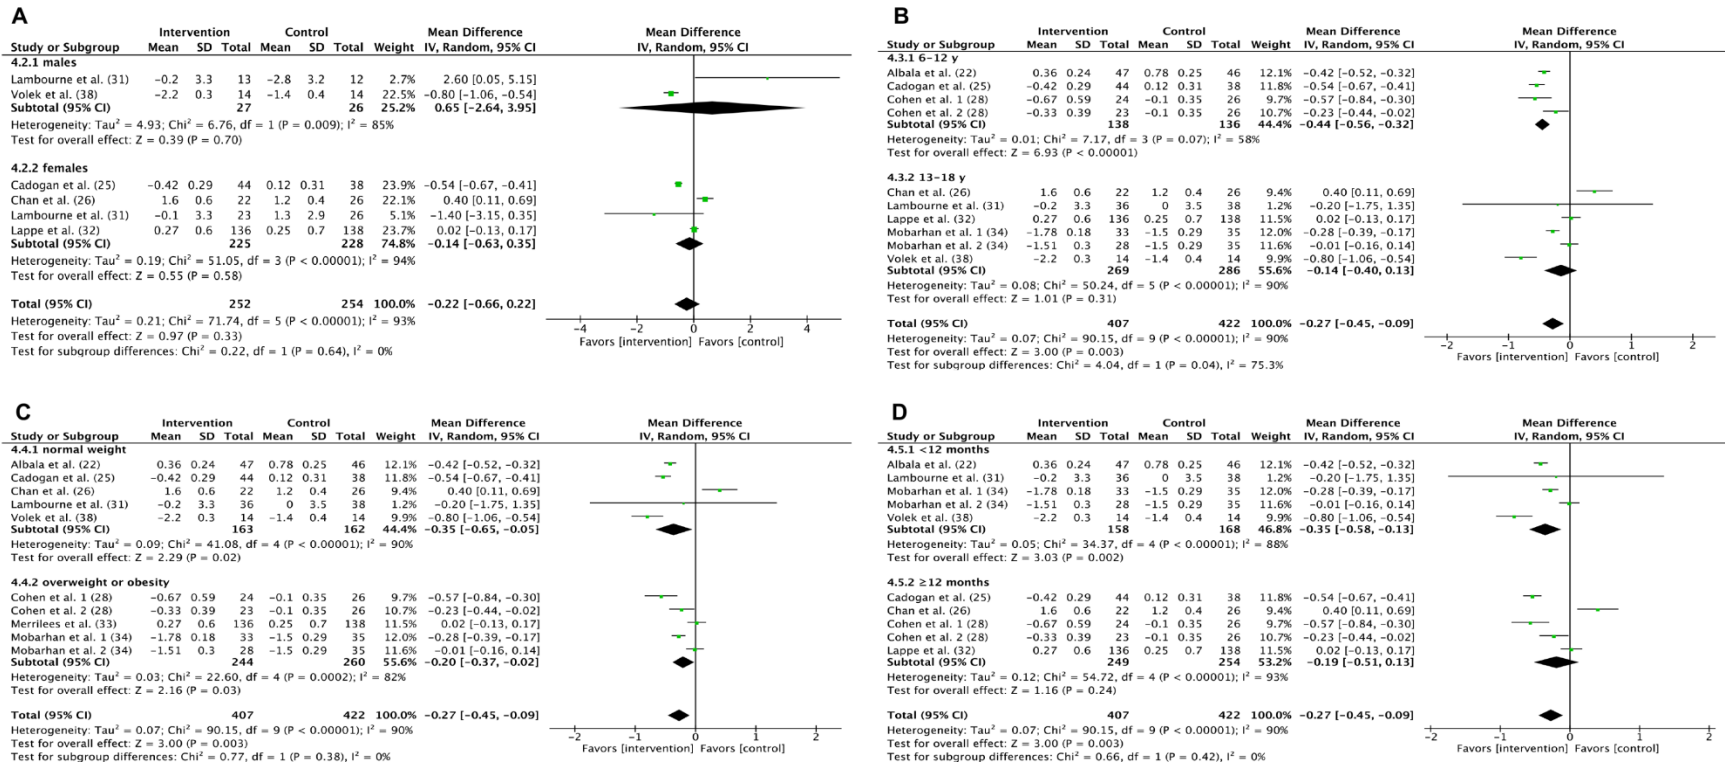 A
Intervention Control Mean Difference Mean Difference
Study or Subgroup Mean SD Total Mean SD Total Weight IV, Random, 95% CI IV, Random, 95% CI
4.2.1 males
Lambourne et al. (31) −0.2 3.3 13 −2.8 3.2 12 2.7% 2.60 [0.05, 5.15]
Volek et al. (38) −2.2 0.3 14 −1.4 0.4 14 22.5% −0.80 [−1.06, −0.54]
Subtotal (95% CI) 27 26 25.2% 0.65 [−2.64, 3.95]
Heterogeneity: Tau² = 4.93; Chi² = 6.76, df = 1 (P = 0.009); I² = 85%
Test for overall effect: Z = 0.39 (P = 0.70)
4.2.2 females
Cadogan et al. (25) −0.42 0.29 44 0.12 0.31 38 23.9% −0.54 [−0.67, −0.41]
Chan et al. (26) 1.6 0.6 22 1.2 0.4 26 22.1% 0.40 [0.11, 0.69]
Lambourne et al. (31) −0.1 3.3 23 1.3 2.9 26 5.1% −1.40 [−3.15, 0.35]
Lappe et al. (32) 0.27 0.6 136 0.25 0.7 138 23.7% 0.02 [−0.13, 0.17]
Subtotal (95% CI) 225 228 74.8% −0.14 [−0.63, 0.35]
Heterogeneity: Tau² = 0.19; Chi² = 51.05, df = 3 (P < 0.00001); I² = 94%
Test for overall effect: Z = 0.55 (P = 0.58)
Total (95% CI) 252 254 100.0% −0.22 [−0.66, 0.22]
Heterogeneity: Tau² = 0.21; Chi² = 71.74, df = 5 (P < 0.00001); I² = 93%
Test for overall effect: Z = 0.97 (P = 0.33)
Test for subgroup differences: Chi² = 0.22, df = 1 (P = 0.64), I² = 0%
−4 −2 0 2 4
Favors [intervention] Favors [control]
B
Intervention Control Mean Difference Mean Difference
Study or Subgroup Mean SD Total Mean SD Total Weight IV, Random, 95% CI IV, Random, 95% CI
4.3.1 6−12 y
Albala et al. (22) 0.36 0.24 47 0.78 0.25 46 12.1% −0.42 [−0.52, −0.32]
Cadogan et al. (25) −0.42 0.29 44 0.12 0.31 38 11.8% −0.54 [−0.67, −0.41]
Cohen et al. 1 (28) −0.67 0.59 24 −0.1 0.35 26 9.7% −0.57 [−0.84, −0.30]
Cohen et al. 2 (28) −0.33 0.39 23 −0.1 0.35 26 10.7% −0.23 [−0.44, −0.02]
Subtotal (95% CI) 138 136 44.4% −0.44 [−0.56, −0.32]
Heterogeneity: Tau² = 0.01; Chi² = 7.17, df = 3 (P = 0.07); I² = 58%
Test for overall effect: Z = 6.93 (P < 0.00001)
4.3.2 13−18 y
Chan et al. (26) 1.6 0.6 22 1.2 0.4 26 9.4% 0.40 [0.11, 0.69]
Lambourne et al. (31) −0.2 3.3 36 0 3.5 38 1.2% −0.20 [−1.75, 1.35]
Lappe et al. (32) 0.27 0.6 136 0.25 0.7 138 11.5% 0.02 [−0.13, 0.17]
Mobarhan et al. 1 (34) −1.78 0.18 33 −1.5 0.29 35 12.0% −0.28 [−0.39, −0.17]
Mobarhan et al. 2 (34) −1.51 0.3 28 −1.5 0.29 35 11.6% −0.01 [−0.16, 0.14]
Volek et al. (38) −2.2 0.3 14 −1.4 0.4 14 9.9% −0.80 [−1.06, −0.54]
Subtotal (95% CI) 269 286 55.6% −0.14 [−0.40, 0.13]
Heterogeneity: Tau² = 0.08; Chi² = 50.24, df = 5 (P < 0.00001); I² = 90%
Test for overall effect: Z = 1.01 (P = 0.31)
Total (95% CI) 407 422 100.0% −0.27 [−0.45, −0.09]
Heterogeneity: Tau² = 0.07; Chi² = 90.15, df = 9 (P < 0.00001); I² = 90%
Test for overall effect: Z = 3.00 (P = 0.003)
Test for subgroup differences: Chi² = 4.04, df = 1 (P = 0.04), I² = 75.3%
−2 −1 0 1 2
Favors [intervention] Favors [control]
C
Intervention Control Mean Difference Mean Difference
Study or Subgroup Mean SD Total Mean SD Total Weight IV, Random, 95% CI IV, Random, 95% CI
4.4.1 normal weight
Albala et al. (22) 0.36 0.24 47 0.78 0.25 46 12.1% −0.42 [−0.52, −0.32]
Cadogan et al. (25) −0.42 0.29 44 0.12 0.31 38 11.8% −0.54 [−0.67, −0.41]
Chan et al. (26) 1.6 0.6 22 1.2 0.4 26 9.4% 0.40 [0.11, 0.69]
Lambourne et al. (31) −0.2 3.3 36 0 3.5 38 1.2% −0.20 [−1.75, 1.35]
Volek et al. (38) −2.2 0.3 14 −1.4 0.4 14 9.9% −0.80 [−1.06, −0.54]
Subtotal (95% CI) 163 162 44.4% −0.35 [−0.65, −0.05]
Heterogeneity: Tau² = 0.09; Chi² = 41.08, df = 4 (P < 0.00001); I² = 90%
Test for overall effect: Z = 2.29 (P = 0.02)
4.4.2 overweight or obesity
Cohen et al. 1 (28) −0.67 0.59 24 −0.1 0.35 26 9.7% −0.57 [−0.84, −0.30]
Cohen et al. 2 (28) −0.33 0.39 23 −0.1 0.35 26 10.7% −0.23 [−0.44, −0.02]
Merrilees et al. (33) 0.27 0.6 136 0.25 0.7 138 11.5% 0.02 [−0.13, 0.17]
Mobarhan et al. 1 (34) −1.78 0.18 33 −1.5 0.29 35 12.0% −0.28 [−0.39, −0.17]
Mobarhan et al. 2 (34) −1.51 0.3 28 −1.5 0.29 35 11.6% −0.01 [−0.16, 0.14]
Subtotal (95% CI) 244 260 55.6% −0.20 [−0.37, −0.02]
Heterogeneity: Tau² = 0.03; Chi² = 22.60, df = 4 (P = 0.0002); I² = 82%
Test for overall effect: Z = 2.16 (P = 0.03)
Total (95% CI) 407 422 100.0% −0.27 [−0.45, −0.09]
Heterogeneity: Tau² = 0.07; Chi² = 90.15, df = 9 (P < 0.00001); I² = 90%
Test for overall effect: Z = 3.00 (P = 0.003)
Test for subgroup differences: Chi² = 0.77, df = 1 (P = 0.38), I² = 0%
−2 −1 0 1 2
Favors [intervention] Favors [control]
D
Intervention Control Mean Difference Mean Difference
Study or Subgroup Mean SD Total Mean SD Total Weight IV, Random, 95% CI IV, Random, 95% CI
4.5.1 <12 months
Albala et al. (22) 0.36 0.24 47 0.78 0.25 46 12.1% −0.42 [−0.52, −0.32]
Lambourne et al. (31) −0.2 3.3 36 0 3.5 38 1.2% −0.20 [−1.75, 1.35]
Mobarhan et al. 1 (34) −1.78 0.18 33 −1.5 0.29 35 12.0% −0.28 [−0.39, −0.17]
Mobarhan et al. 2 (34) −1.51 0.3 28 −1.5 0.29 35 11.6% −0.01 [−0.16, 0.14]
Volek et al. (38) −2.2 0.3 14 −1.4 0.4 14 9.9% −0.80 [−1.06, −0.54]
Subtotal (95% CI) 158 168 46.8% −0.35 [−0.58, −0.13]
Heterogeneity: Tau² = 0.05; Chi² = 34.37, df = 4 (P < 0.00001); I² = 88%
Test for overall effect: Z = 3.03 (P = 0.002)
4.5.2 ≥12 months
Cadogan et al. (25) −0.42 0.29 44 0.12 0.31 38 11.8% −0.54 [−0.67, −0.41]
Chan et al. (26) 1.6 0.6 22 1.2 0.4 26 9.4% 0.40 [0.11, 0.69]
Cohen et al. 1 (28) −0.67 0.59 24 −0.1 0.35 26 9.7% −0.57 [−0.84, −0.30]
Cohen et al. 2 (28) −0.33 0.39 23 −0.1 0.35 26 10.7% −0.23 [−0.44, −0.02]
Lappe et al. (32) 0.27 0.6 136 0.25 0.7 138 11.5% 0.02 [−0.13, 0.17]
Subtotal (95% CI) 249 254 53.2% −0.19 [−0.51, 0.13]
Heterogeneity: Tau² = 0.12; Chi² = 54.72, df = 4 (P < 0.00001); I² = 93%
Test for overall effect: Z = 1.16 (P = 0.24)
Total (95% CI) 407 422 100.0% −0.27 [−0.45, −0.09]
Heterogeneity: Tau² = 0.07; Chi² = 90.15, df = 9 (P < 0.00001); I² = 90%
Test for overall effect: Z = 3.00 (P = 0.003)
Test for subgroup differences: Chi² = 0.66, df = 1 (P = 0.42), I² = 0%
−2 −1 0 1 2
Favors [intervention] Favors [control]